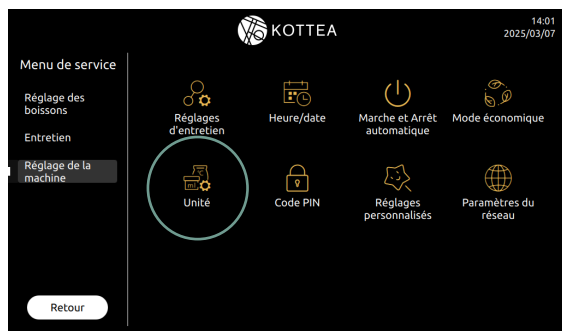 KOTTEA
14:01
2025/03/07
Menu de service
Réglage des
boissons
Entretien
Réglage de la
machine
Retour
Réglages
d'entretien
Heure/date
Marche et Arrêt
automatique
Mode économique
ml
Unité
Code PIN
Réglages
personnalisés
Paramètres du
réseau